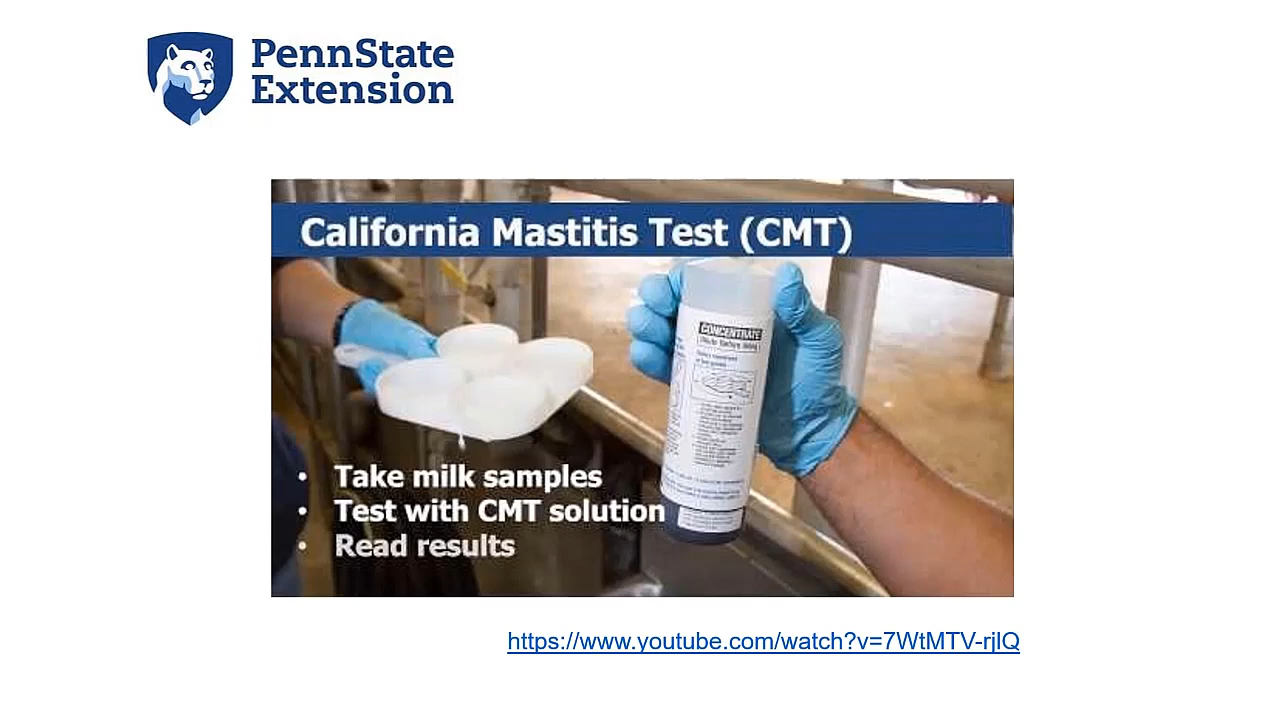 PennState
Extension
California Mastitis Test (CMT)
CONCENTRATE
• Take milk samples
• Test with CMT solution
• Read results
https://www.youtube.com/watch?v=7WtMTV-rjlQ